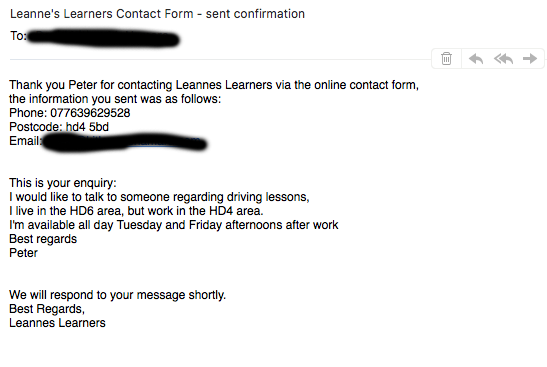 Leanne's Learners Contact Form - sent confirmation
To:
Thank you Peter for contacting Leannes Learners via the online contact form,
the information you sent was as follows:
Phone: 077639629528
Postcode: hd4 5bd
Email:
This is your enquiry:
I would like to talk to someone regarding driving lessons,
I live in the HD6 area, but work in the HD4 area.
I'm available all day Tuesday and Friday afternoons after work
Best regards
Peter
We will respond to your message shortly.
Best Regards,
Leannes Learners